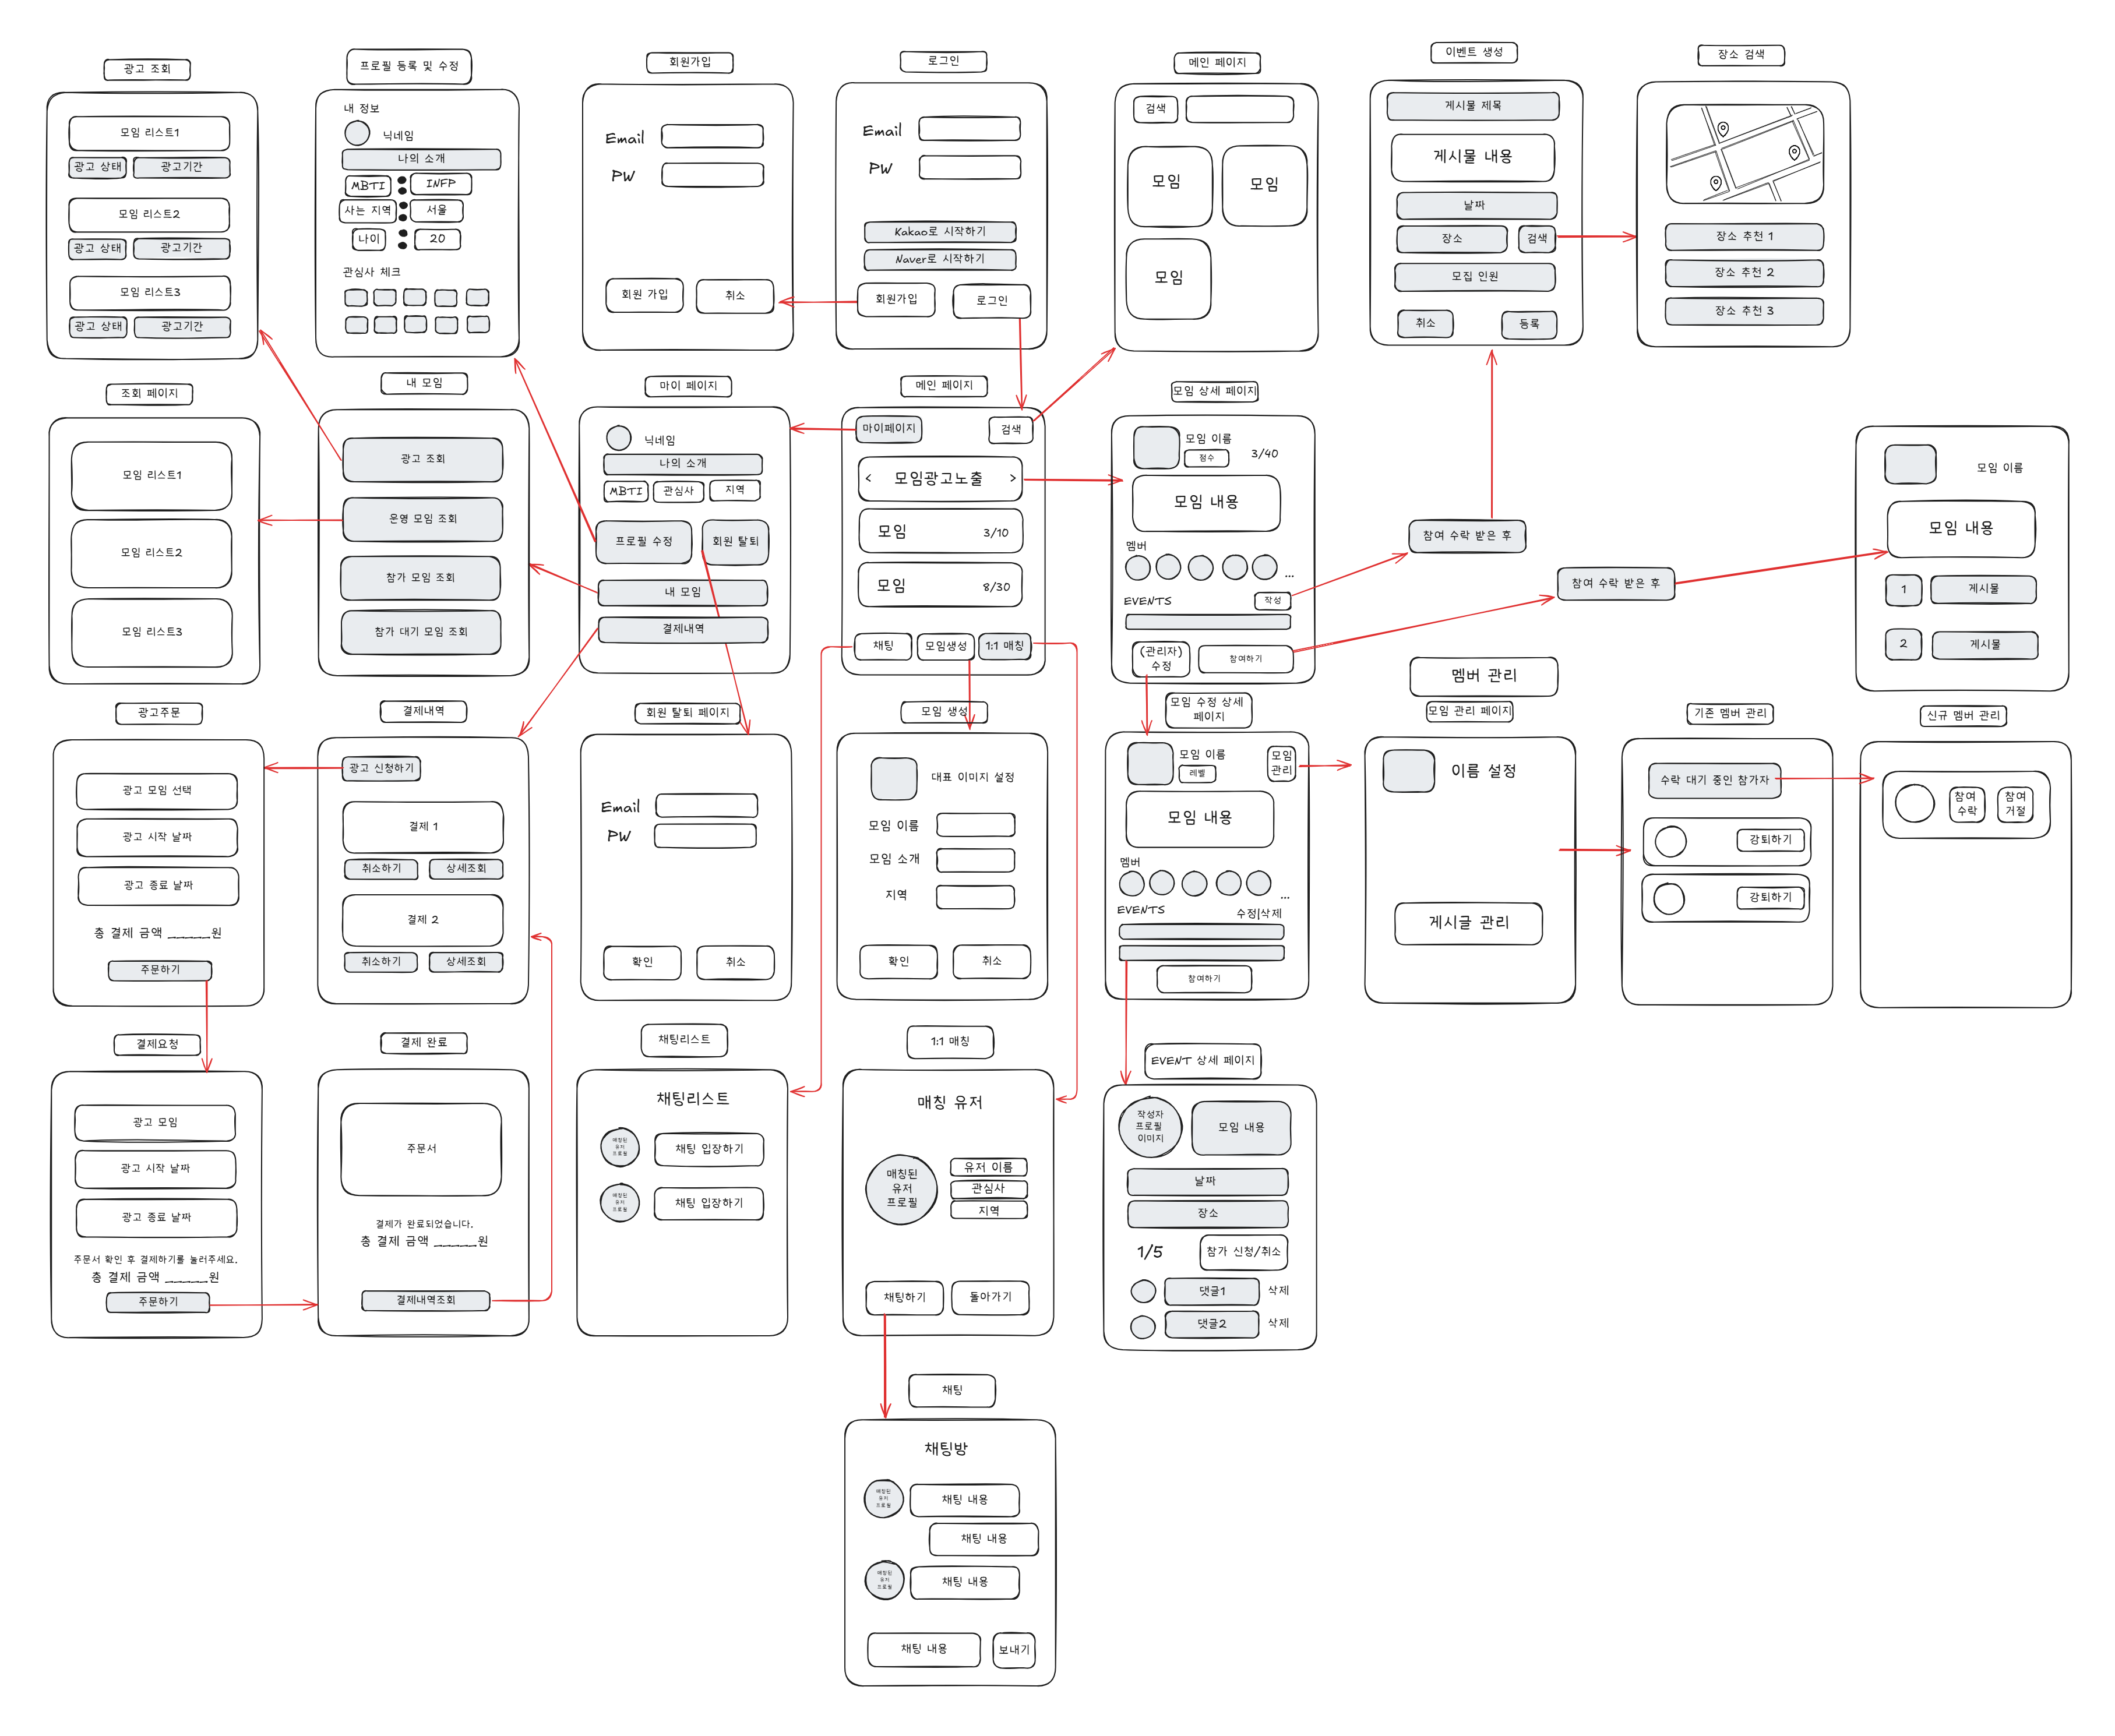 광고 조회
모임 리스트1
광고 상태
광고기간
모임 리스트2
광고 상태
광고기간
모임 리스트3
광고 상태
광고기간
프로필 등록 및 수정
내 정보
닉네임
나의 소개
MBTI
INFP
사는 지역
서울
나이
20
관심사 체크
회원가입
Email
PW
회원 가입
취소
로그인
Email
PW
Kakao로 시작하기
Naver로 시작하기
회원가입
로그인
메인 페이지
검색
모임
모임
모임
이벤트 생성
게시물 제목
게시물 내용
날짜
장소
검색
모집 인원
취소
등록
장소 검색
장소 추천 1
장소 추천 2
장소 추천 3
조회 페이지
모임 리스트1
모임 리스트2
모임 리스트3
내 모임
광고 조회
운영 모임 조회
참가 모임 조회
참가 대기 모임 조회
마이 페이지
닉네임
나의 소개
MBTI
관심사
지역
프로필 수정
회원 탈퇴
내 모임
결제내역
메인 페이지
마이페이지
검색
< 모임광고노출 >
모임 3/10
모임 8/30
채팅
모임생성
1:1 매칭
모임 상세 페이지
모임 이름
점수
3/40
모임 내용
멤버
...
EVENTS
작성
(관리자)
수정
참여하기
참여 수락 받은 후
참여 수락 받은 후
모임 이름
모임 내용
1
게시물
2
게시물
광고주문
광고 모임 선택
광고 시작 날짜
광고 종료 날짜
총 결제 금액 _____원
주문하기
결제내역
광고 신청하기
결제 1
취소하기
상세조회
결제 2
취소하기
상세조회
회원 탈퇴 페이지
Email
PW
확인
취소
모임 생성
대표 이미지 설정
모임 이름
모임 소개
지역
확인
취소
모임 수정 상세
페이지
모임 이름
레벨
모임
관리
모임 내용
멤버
...
EVENTS
수정|삭제
참여하기
멤버 관리
모임 관리 페이지
이름 설정
게시글 관리
기존 멤버 관리
수락 대기 중인 참가자
강퇴하기
강퇴하기
신규 멤버 관리
참여
수락
참여
거절
결제요청
광고 모임
광고 시작 날짜
광고 종료 날짜
주문서 확인 후 결제하기를 눌러주세요.
총 결제 금액 _____원
주문하기
결제 완료
주문서
결제가 완료되었습니다.
총 결제 금액 _____원
결제내역조회
채팅리스트
채팅리스트
매칭된
유저
프로필
채팅 입장하기
매칭된
유저
프로필
채팅 입장하기
1:1 매칭
매칭 유저
매칭된
유저
프로필
유저 이름
관심사
지역
채팅하기
돌아가기
EVENT 상세 페이지
작성자
프로필
이미지
모임 내용
날짜
장소
1/5
참가 신청/취소
댓글1
삭제
댓글2
삭제
채팅
채팅방
매칭된
유저
프로필
채팅 내용
채팅 내용
매칭된
유저
프로필
채팅 내용
채팅 내용
보내기